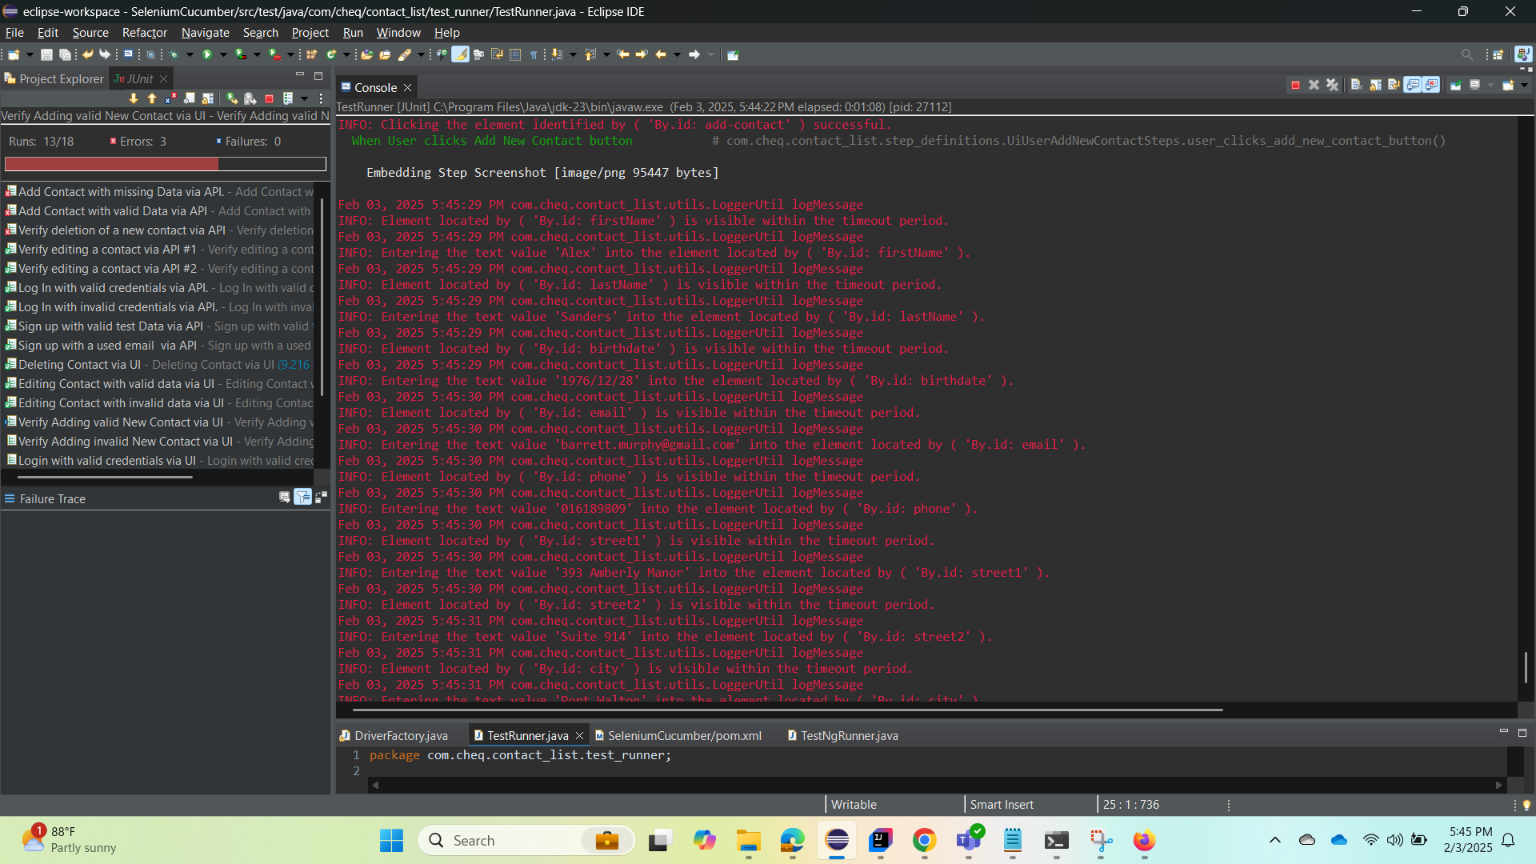 eclipse-workspace - SeleniumCucumber/src/test/java/com/cheq/contact_list/test_runner/TestRunner.java - Eclipse IDE
File Edit Source Refactor Navigate Search Project Run Window Help
Project Explorer JUnit
Verify Adding valid New Contact via UI - Verify Adding valid N
Runs: 13/18 Errors: 3 Failures: 0
Add Contact with missing Data via API. - Add Contact w
Add Contact with valid Data via API - Add Contact with
Verify deletion of a new contact via API - Verify deletion
Verify editing a contact via API #1 - Verify editing a cont
Verify editing a contact via API #2 - Verify editing a cont
Log In with valid credentials via API. - Log In with valid c
Log In with invalid credentials via API. - Log In with inva
Sign up with valid test Data via API - Sign up with valid
Sign up with a used email via API - Sign up with a used
Deleting Contact via UI - Deleting Contact via UI (9.216
Editing Contact with valid data via UI - Editing Contact
Editing Contact with invalid data via UI - Editing Contac
Verify Adding valid New Contact via UI - Verify Adding v
Verify Adding invalid New Contact via UI - Verify Adding
Login with valid credentials via UI - Login with valid cre
Failure Trace
Console
TestRunner [JUnit] C:\Program Files\Java\jdk-23\bin\javaw.exe (Feb 3, 2025, 5:44:22 PM elapsed: 0:01:08) [pid: 27112]
INFO: Clicking the element identified by ( 'By.id: add-contact' ) successful.
When User clicks Add New Contact button # com.cheq.contact_list.step_definitions.UiUserAddNewContactSteps.user_clicks_add_new_contact_button()
Embedding Step Screenshot [image/png 95447 bytes]
Feb 03, 2025 5:45:29 PM com.cheq.contact_list.utils.LoggerUtil logMessage
INFO: Element located by ( 'By.id: firstName' ) is visible within the timeout period.
Feb 03, 2025 5:45:29 PM com.cheq.contact_list.utils.LoggerUtil logMessage
INFO: Entering the text value 'Alex' into the element located by ( 'By.id: firstName' ).
Feb 03, 2025 5:45:29 PM com.cheq.contact_list.utils.LoggerUtil logMessage
INFO: Element located by ( 'By.id: lastName' ) is visible within the timeout period.
Feb 03, 2025 5:45:29 PM com.cheq.contact_list.utils.LoggerUtil logMessage
INFO: Entering the text value 'Sanders' into the element located by ( 'By.id: lastName' ).
Feb 03, 2025 5:45:29 PM com.cheq.contact_list.utils.LoggerUtil logMessage
INFO: Element located by ( 'By.id: birthdate' ) is visible within the timeout period.
Feb 03, 2025 5:45:29 PM com.cheq.contact_list.utils.LoggerUtil logMessage
INFO: Entering the text value '1976/12/28' into the element located by ( 'By.id: birthdate' ).
Feb 03, 2025 5:45:30 PM com.cheq.contact_list.utils.LoggerUtil logMessage
INFO: Element located by ( 'By.id: email' ) is visible within the timeout period.
Feb 03, 2025 5:45:30 PM com.cheq.contact_list.utils.LoggerUtil logMessage
INFO: Entering the text value 'barrett.murphy@gmail.com' into the element located by ( 'By.id: email' ).
Feb 03, 2025 5:45:30 PM com.cheq.contact_list.utils.LoggerUtil logMessage
INFO: Element located by ( 'By.id: phone' ) is visible within the timeout period.
Feb 03, 2025 5:45:30 PM com.cheq.contact_list.utils.LoggerUtil logMessage
INFO: Entering the text value '016189809' into the element located by ( 'By.id: phone' ).
Feb 03, 2025 5:45:30 PM com.cheq.contact_list.utils.LoggerUtil logMessage
INFO: Element located by ( 'By.id: street1' ) is visible within the timeout period.
Feb 03, 2025 5:45:30 PM com.cheq.contact_list.utils.LoggerUtil logMessage
INFO: Entering the text value '393 Amberly Manor' into the element located by ( 'By.id: street1' ).
Feb 03, 2025 5:45:30 PM com.cheq.contact_list.utils.LoggerUtil logMessage
INFO: Element located by ( 'By.id: street2' ) is visible within the timeout period.
Feb 03, 2025 5:45:31 PM com.cheq.contact_list.utils.LoggerUtil logMessage
INFO: Entering the text value 'Suite 914' into the element located by ( 'By.id: street2' ).
Feb 03, 2025 5:45:31 PM com.cheq.contact_list.utils.LoggerUtil logMessage
INFO: Element located by ( 'By.id: city' ) is visible within the timeout period.
Feb 03, 2025 5:45:31 PM com.cheq.contact_list.utils.LoggerUtil logMessage
INFO: Entering the text value 'Port Walton' into the element located by ( 'By.id: city' )
DriverFactory.java TestRunner.java SeleniumCucumber/pom.xml TestNgRunner.java
1 package com.cheq.contact_list.test_runner;
2
Writable Smart Insert 25 : 1 : 736
1
88°F
Partly sunny
Search
5:45 PM
2/3/2025